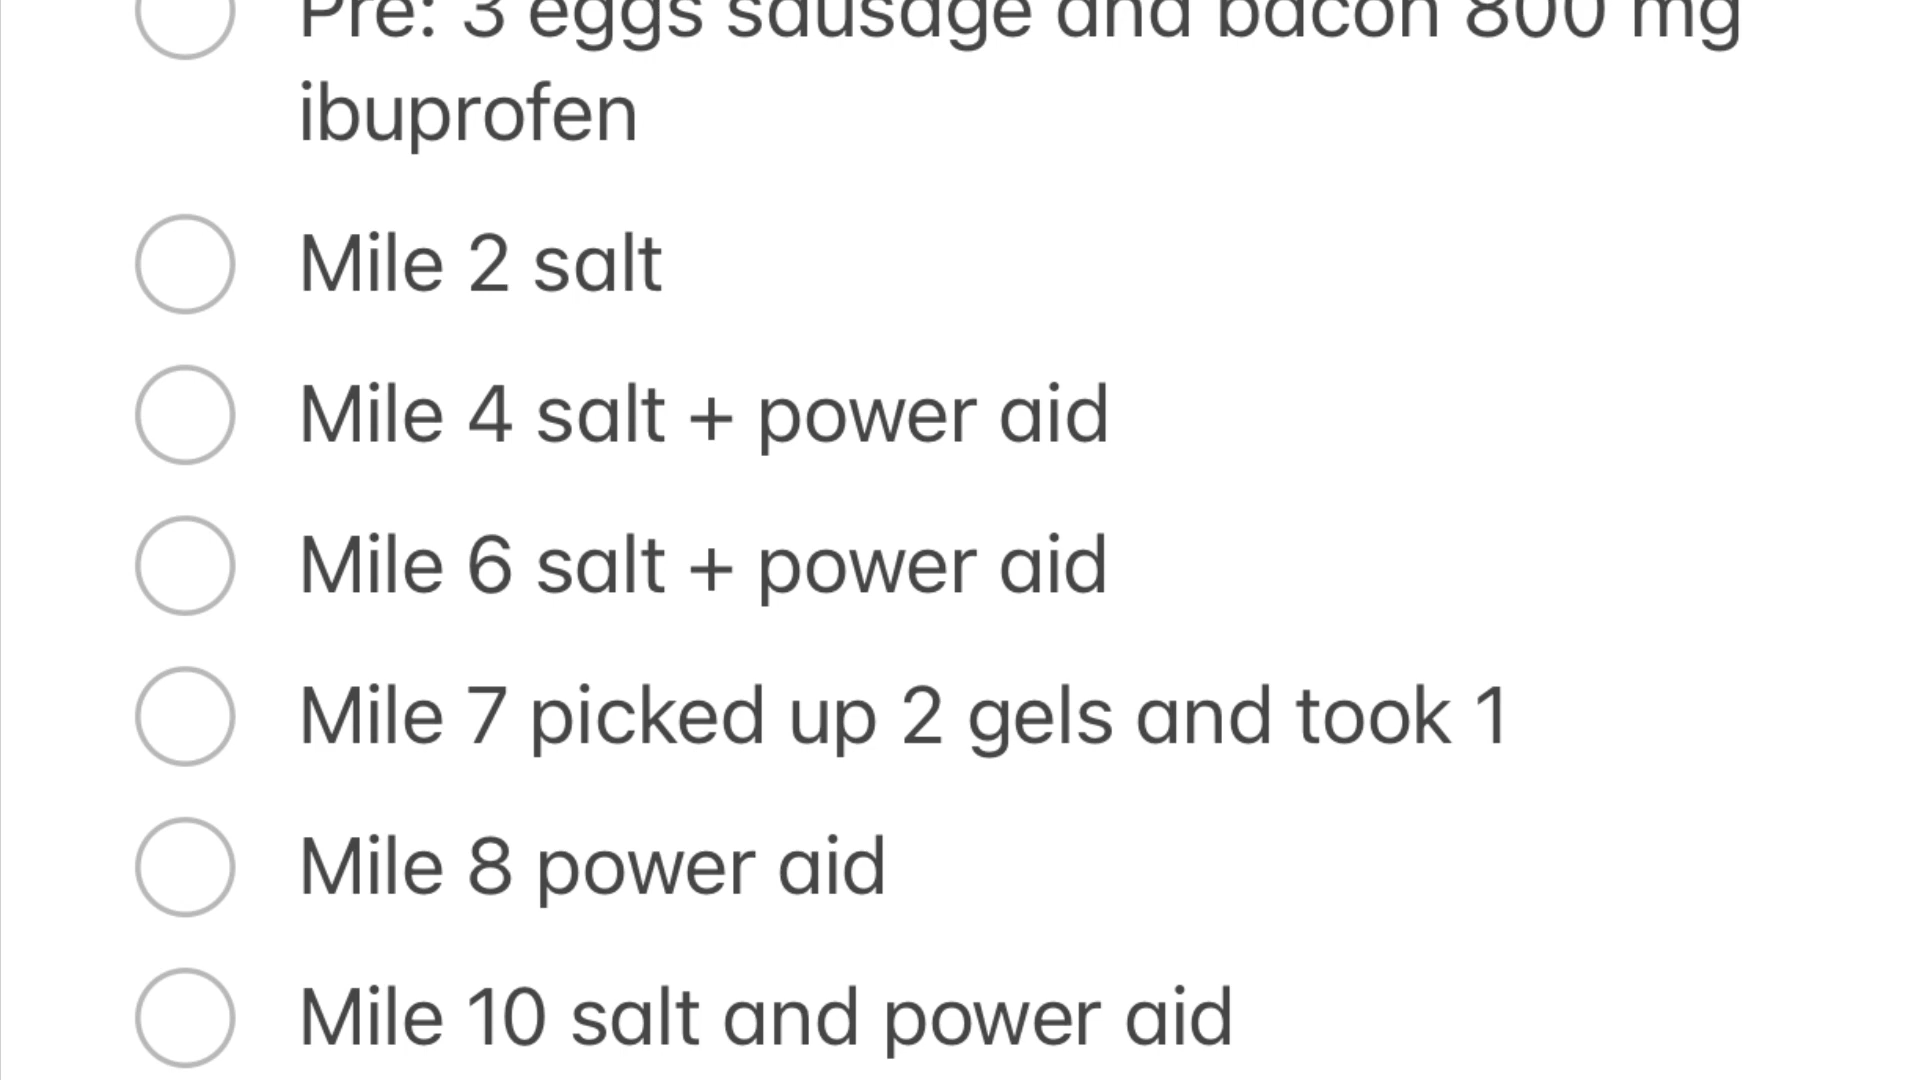 Pre: 3 eggs sausage and bacon 800 mg
ibuprofen
Mile 2 salt
Mile 4 salt + power aid
Mile 6 salt + power aid
Mile 7 picked up 2 gels and took 1
Mile 8 power aid
Mile 10 salt and power aid